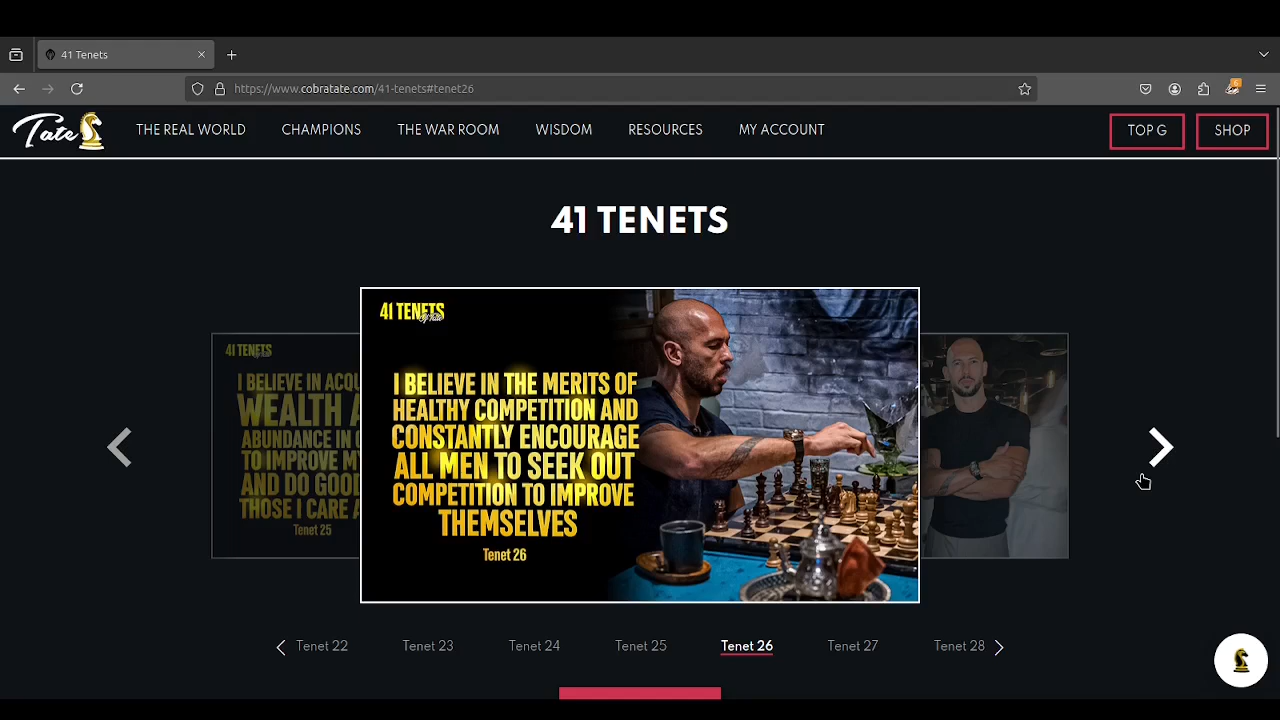 41 Tenets
https://www.cobratate.com/41-tenets#tenet26
6
Tate
THE REAL WORLD
CHAMPIONS
THE WAR ROOM
WISDOM
RESOURCES
MY ACCOUNT
TOP G
SHOP
41 TENETS
41 TENETS
I BELIEVE IN ACQU
WEALTH A
ABUNDANCE IN O
TO IMPROVE MY
AND DO GOOD
THOSE I CARE A
Tenet 25
41 TENETS
I BELIEVE IN THE MERITS OF
HEALTHY COMPETITION AND
CONSTANTLY ENCOURAGE
ALL MEN TO SEEK OUT
COMPETITION TO IMPROVE
THEMSELVES
Tenet 26
Tenet 22
Tenet 23
Tenet 24
Tenet 25
Tenet 26
Tenet 27
Tenet 28